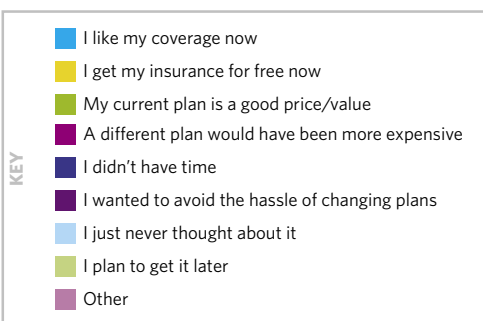 KEY
I like my coverage now
I get my insurance for free now
My current plan is a good price/value
A different plan would have been more expensive
I didn't have time
I wanted to avoid the hassle of changing plans
I just never thought about it
I plan to get it later
Other